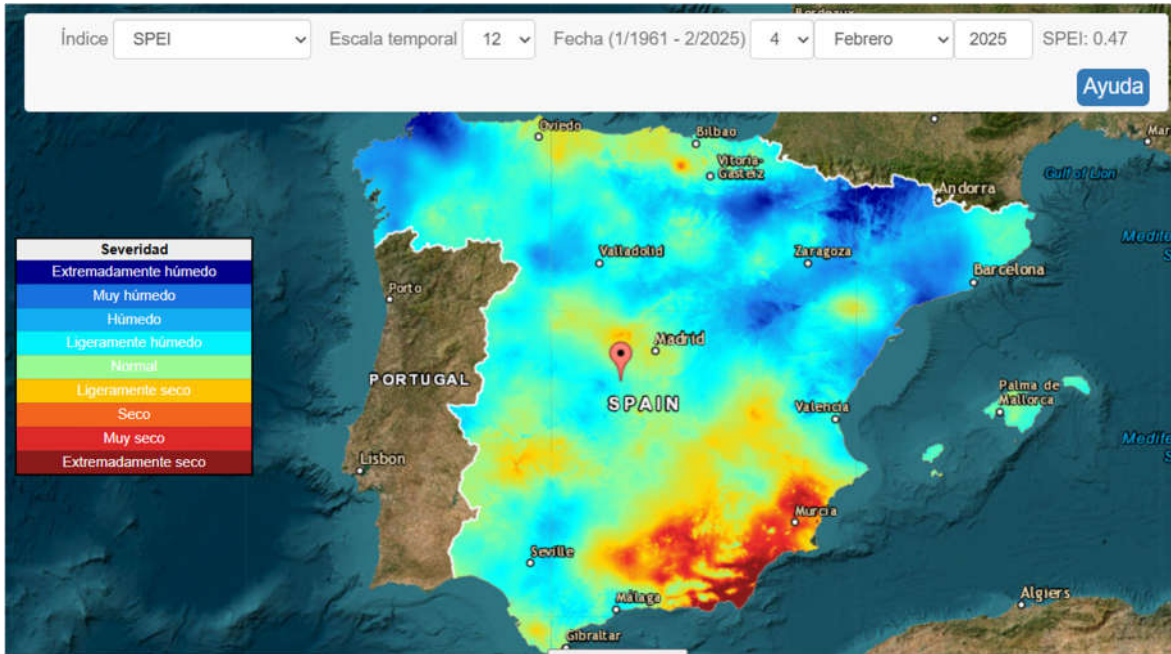 Índice SPEI Escala temporal 12 Fecha (1/1961 - 2/2025) 4 Febrero 2025 SPEI: 0.47
Ayuda
Oviedo
Bilbao
Mar
Vitoria-
Gasteiz
Gulf of Lion
Andorra
Severidad
Extremadamente húmedo
Muy húmedo
Húmedo
Ligeramente húmedo
Normal
Ligeramente seco
Seco
Muy seco
Extremadamente seco
Valladolid
Zaragoza
Medite
S
Barcelona
Porto
Madrid
PORTUGAL
SPAIN
Palma de
Mallorca
Valencia
Medite
S
Lisbon
Murcia
Seville
Málaga
Algiers
Gibraltar